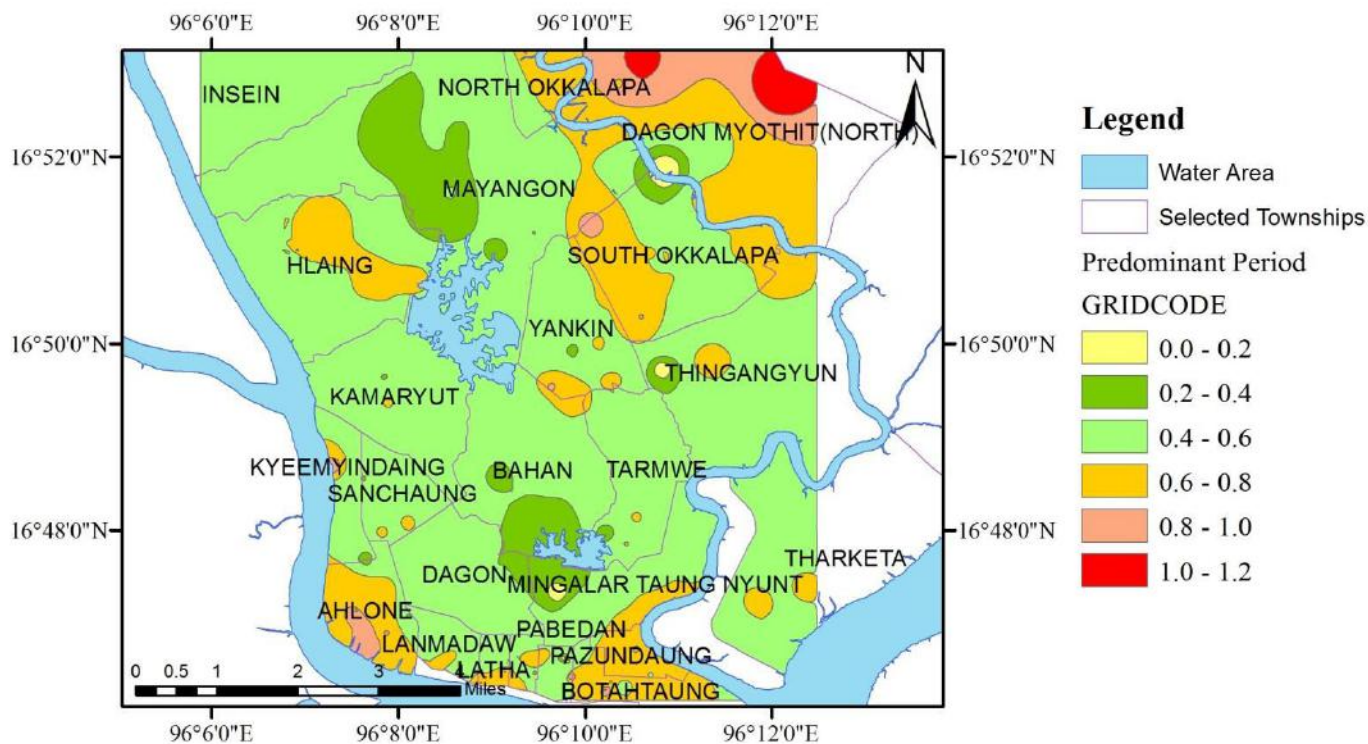 96°6'0"E 96°8'0"E 96°10'0"E 96°12'0"E
N
INSEIN
NORTH OKKALAPA
DAGON MYOTHIT(NORTH)
16°52'0"N 16°52'0"N
MAYANGON
HLAING
SOUTH OKKALAPA
16°50'0"N 16°50'0"N
YANKIN
THINGANGYUN
KAMARYUT
KYEEMYINDAING
BAHAN
TARMWE
SANCHAUNG
16°48'0"N 16°48'0"N
THARKETA
DAGON
MINGALAR TAUNG NYUNT
AHLONE
PABEDAN
LANMADAW
PAZUNDAUNG
LATHA
BOTAHTAUNG
0 0.5 1 2 3 4
Miles
96°6'0"E 96°8'0"E 96°10'0"E 96°12'0"E
Legend
Water Area
Selected Townships
Predominant Period
GRIDCODE
0.0 - 0.2
0.2 - 0.4
0.4 - 0.6
0.6 - 0.8
0.8 - 1.0
1.0 - 1.2